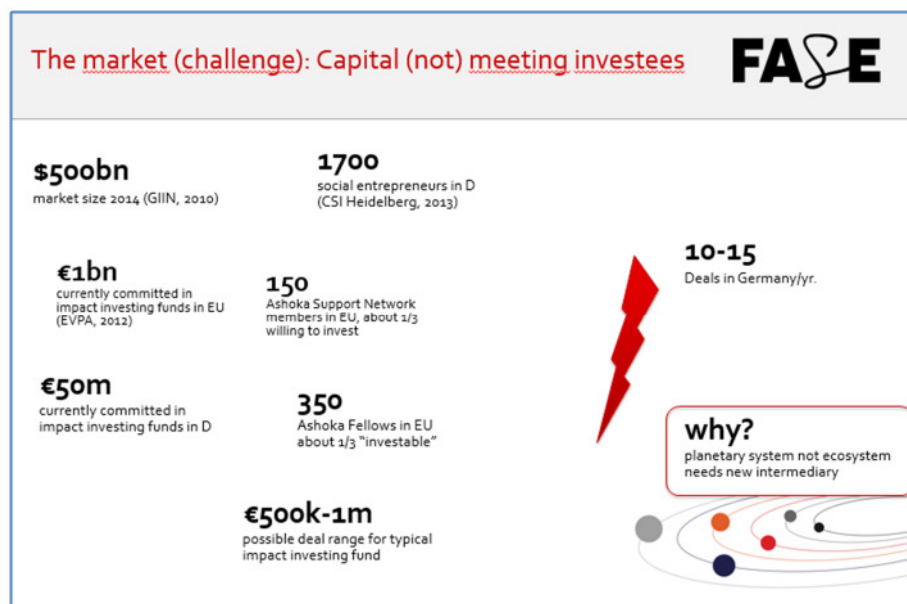 The market (challenge): Capital (not) meeting investees
FASE
$500bn
market size 2014 (GIIN, 2010)
1700
social entrepreneurs in D
(CSI Heidelberg, 2013)
€1bn
currently committed in
impact investing funds in EU
(EVPA, 2012)
150
Ashoka Support Network
members in EU, about 1/3
willing to invest
10-15
Deals in Germany/yr.
€50m
currently committed in
impact investing funds in D
350
Ashoka Fellows in EU
about 1/3 “investable”
why?
planetary system not ecosystem
needs new intermediary
€500k-1m
possible deal range for typical
impact investing fund